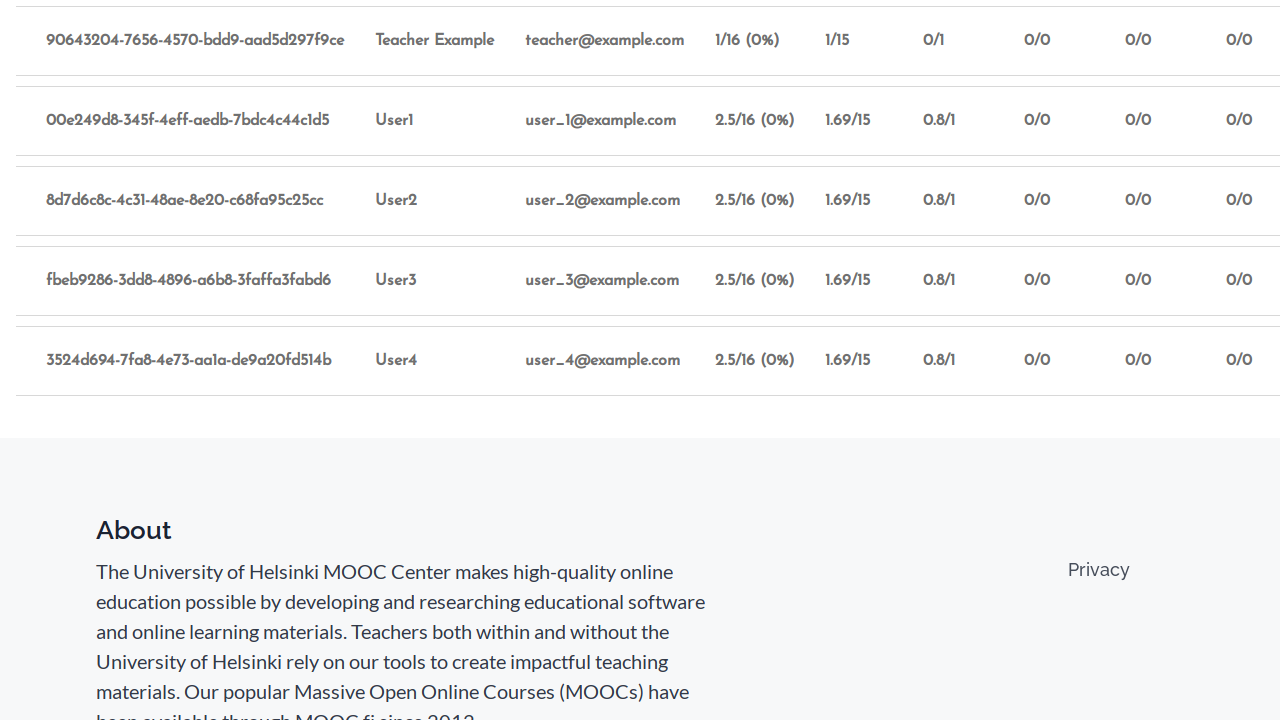 90643204-7656-4570-bdd9-aad5d297f9ce Teacher Example teacher@example.com 1/16 (0%) 1/15 0/1 0/0 0/0 0/0
00e249d8-345f-4eff-aedb-7bdc4c44c1d5 User1 user_1@example.com 2.5/16 (0%) 1.69/15 0.8/1 0/0 0/0 0/0
8d7d6c8c-4c31-48ae-8e20-c68fa95c25cc User2 user_2@example.com 2.5/16 (0%) 1.69/15 0.8/1 0/0 0/0 0/0
fbeb9286-3dd8-4896-a6b8-3faffa3fabd6 User3 user_3@example.com 2.5/16 (0%) 1.69/15 0.8/1 0/0 0/0 0/0
3524d694-7fa8-4e73-aa1a-de9a20fd514b User4 user_4@example.com 2.5/16 (0%) 1.69/15 0.8/1 0/0 0/0 0/0
About
The University of Helsinki MOOC Center makes high-quality online
education possible by developing and researching educational software
and online learning materials. Teachers both within and without the
University of Helsinki rely on our tools to create impactful teaching
materials. Our popular Massive Open Online Courses (MOOCs) have
been available through MOOC.fi since 2012.
Privacy